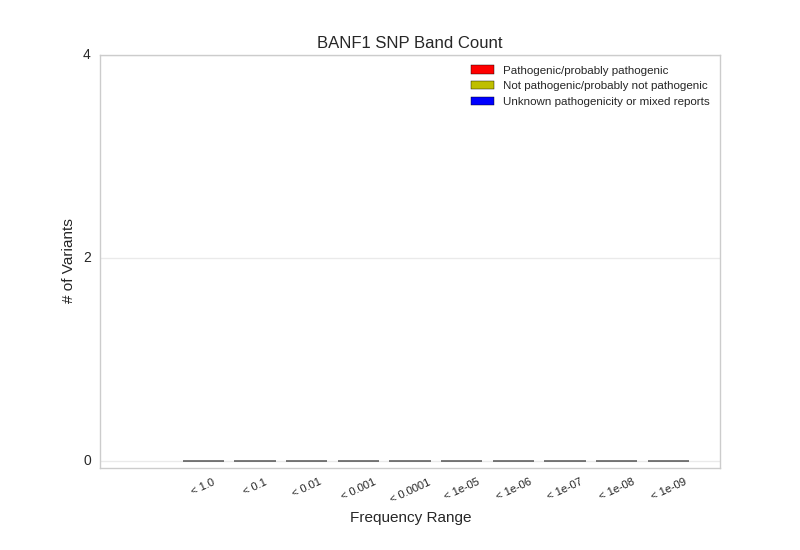 BANF1 SNP Band Count
4
Pathogenic/probably pathogenic
Not pathogenic/probably not pathogenic
Unknown pathogenicity or mixed reports
# of Variants
2
0
< 1.0
< 0.1
< 0.01
< 0.001
< 0.0001
< 1e-05
< 1e-06
< 1e-07
< 1e-08
< 1e-09
Frequency Range